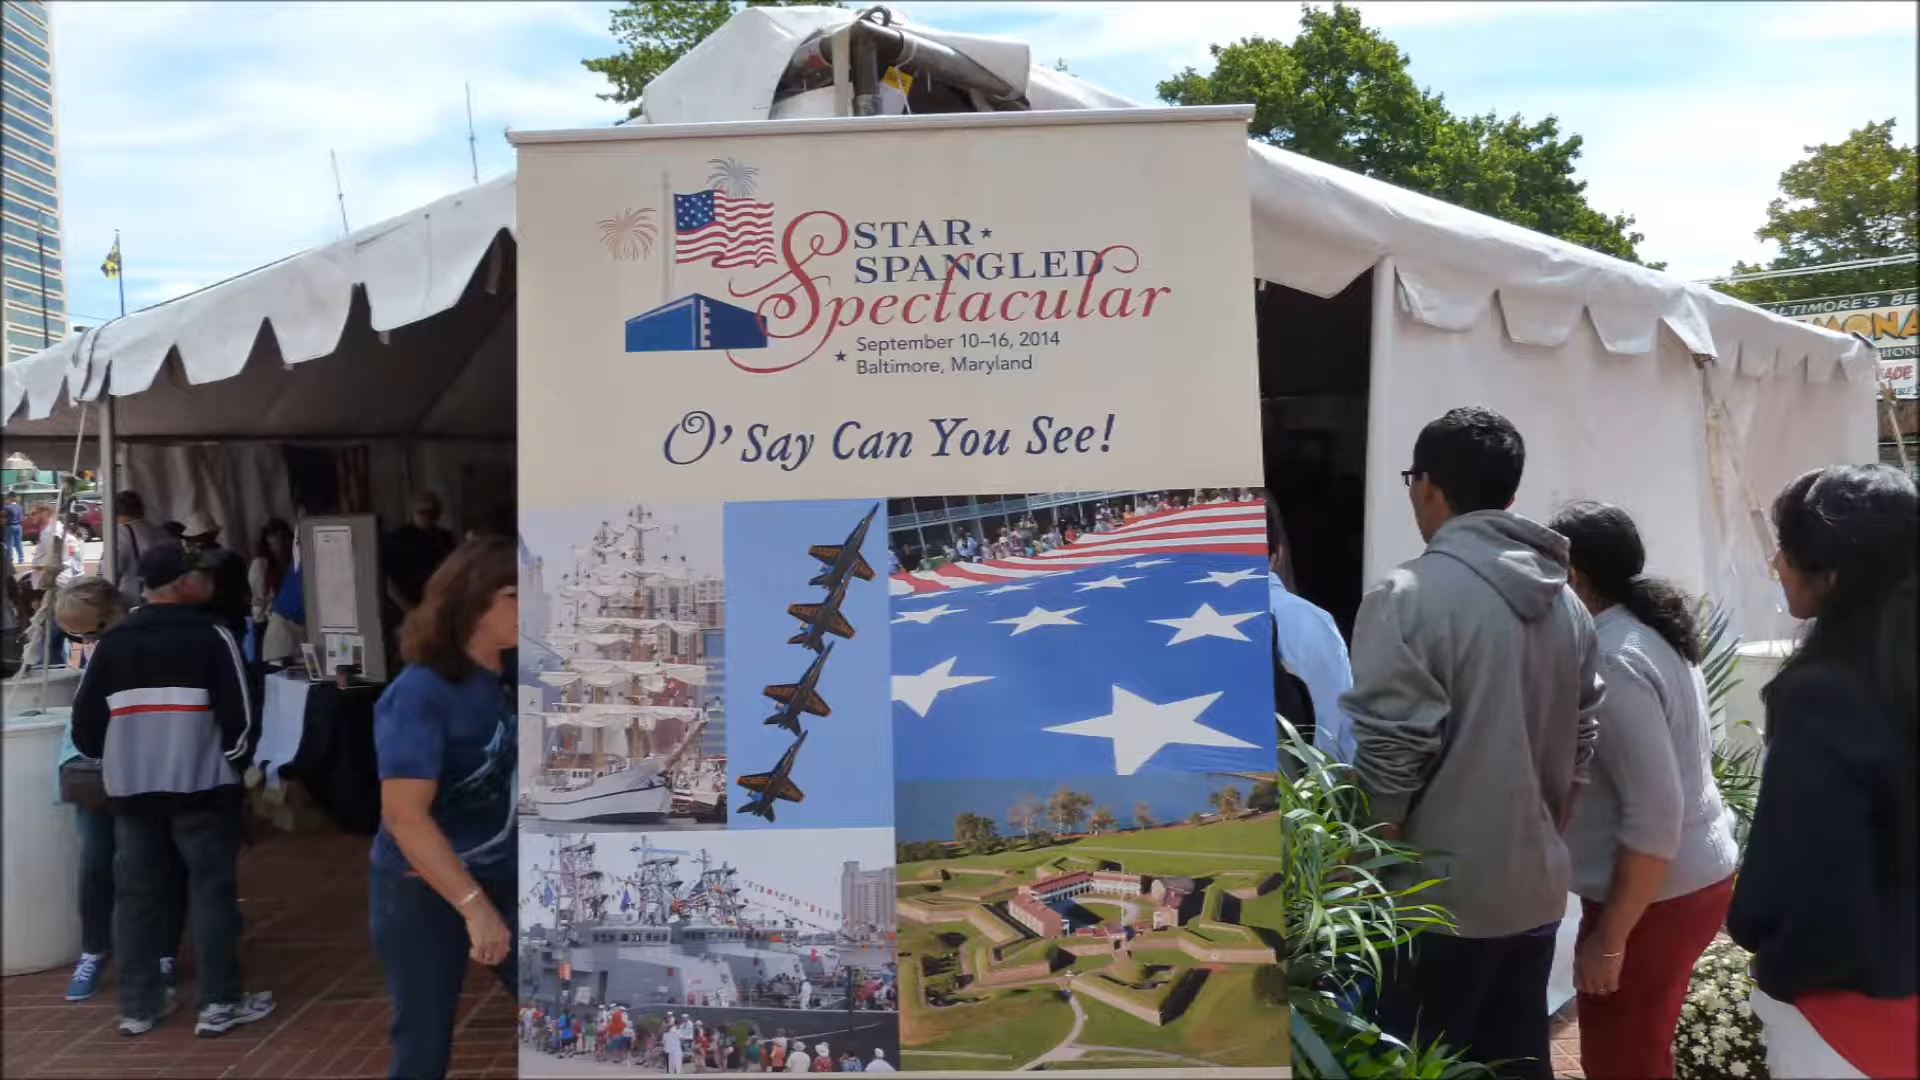 STAR
SPANGLED
Spectacular
September 10–16, 2014
Baltimore, Maryland
O' Say Can You See!